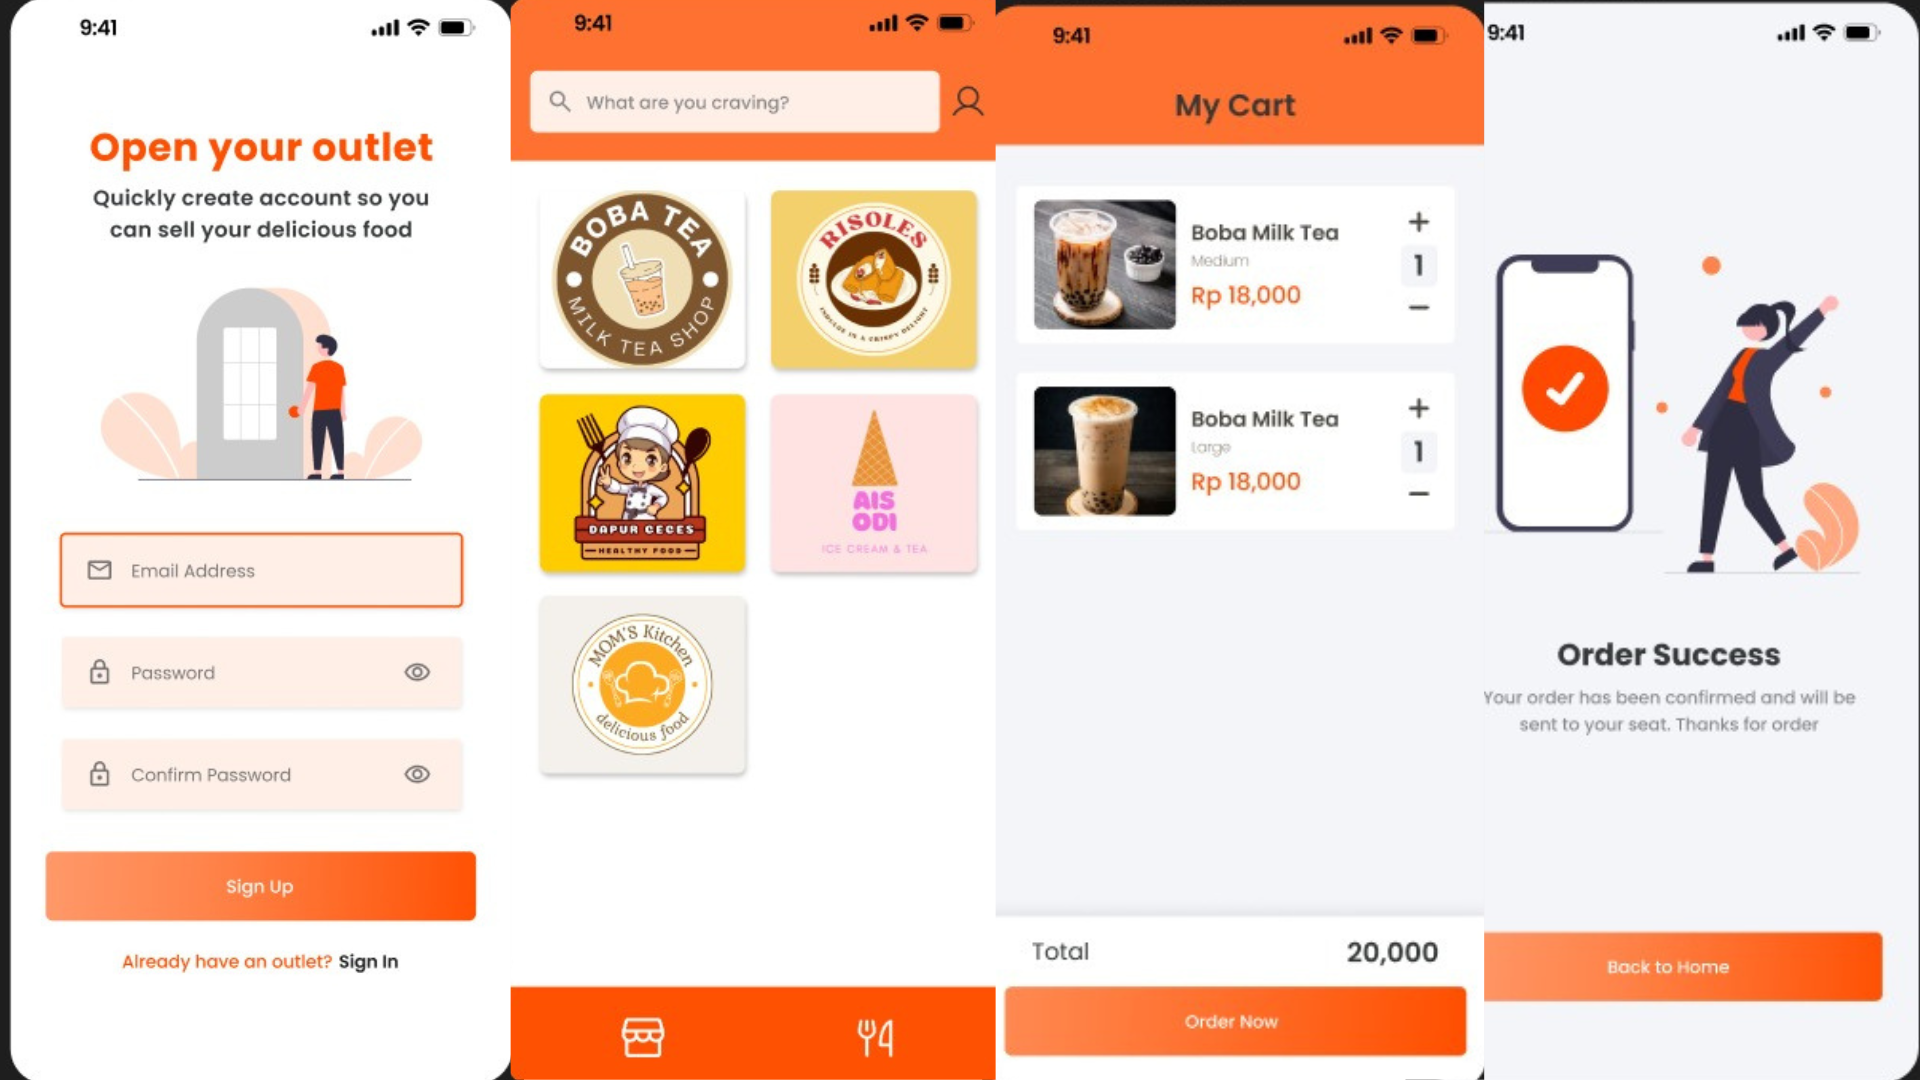 9:41
Open your outlet
Quickly create account so you
can sell your delicious food
Email Address
Password
Confirm Password
Sign Up
Already have an outlet? Sign In
9:41
What are you craving?
BOBA TEA
MILK TEA SHOP
RISOLES
INDULGE IN A CRISPY DELIGHT
DAPUR GECES
HEALTHY FOOD
AIS
ODI
ICE CREAM & TEA
MOM'S Kitchen
delicious food
9:41
My Cart
Boba Milk Tea
Medium
Rp 18,000
+
1
−
Boba Milk Tea
Large
Rp 18,000
+
1
−
Total 20,000
Order Now
9:41
Order Success
Your order has been confirmed and will be
sent to your seat. Thanks for order
Back to Home